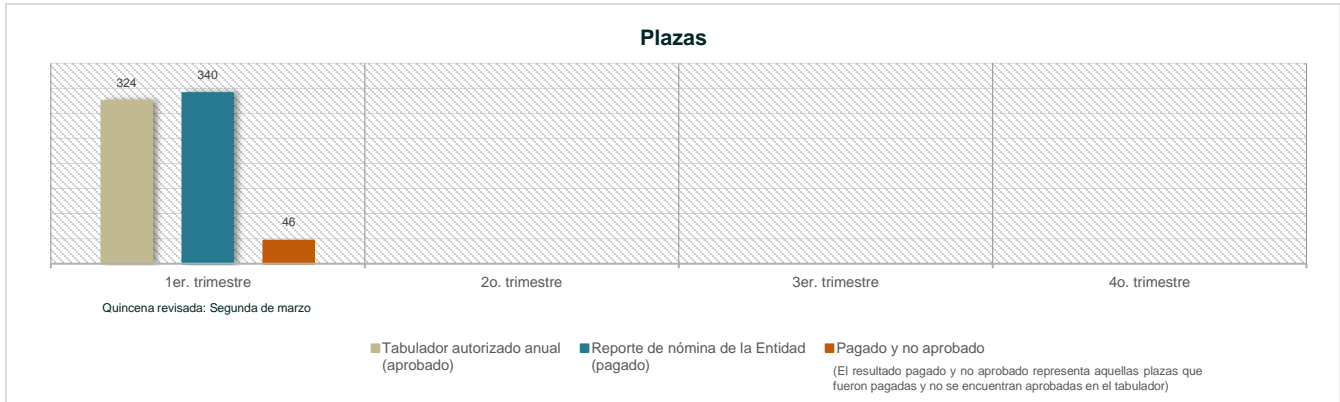 Plazas
324
340
46
1er. trimestre
2o. trimestre
3er. trimestre
4o. trimestre
Quincena revisada: Segunda de marzo
Tabulador autorizado anual
(aprobado)
Reporte de nómina de la Entidad
(pagado)
Pagado y no aprobado
(El resultado pagado y no aprobado representa aquellas plazas que
fueron pagadas y no se encuentran aprobadas en el tabulador)